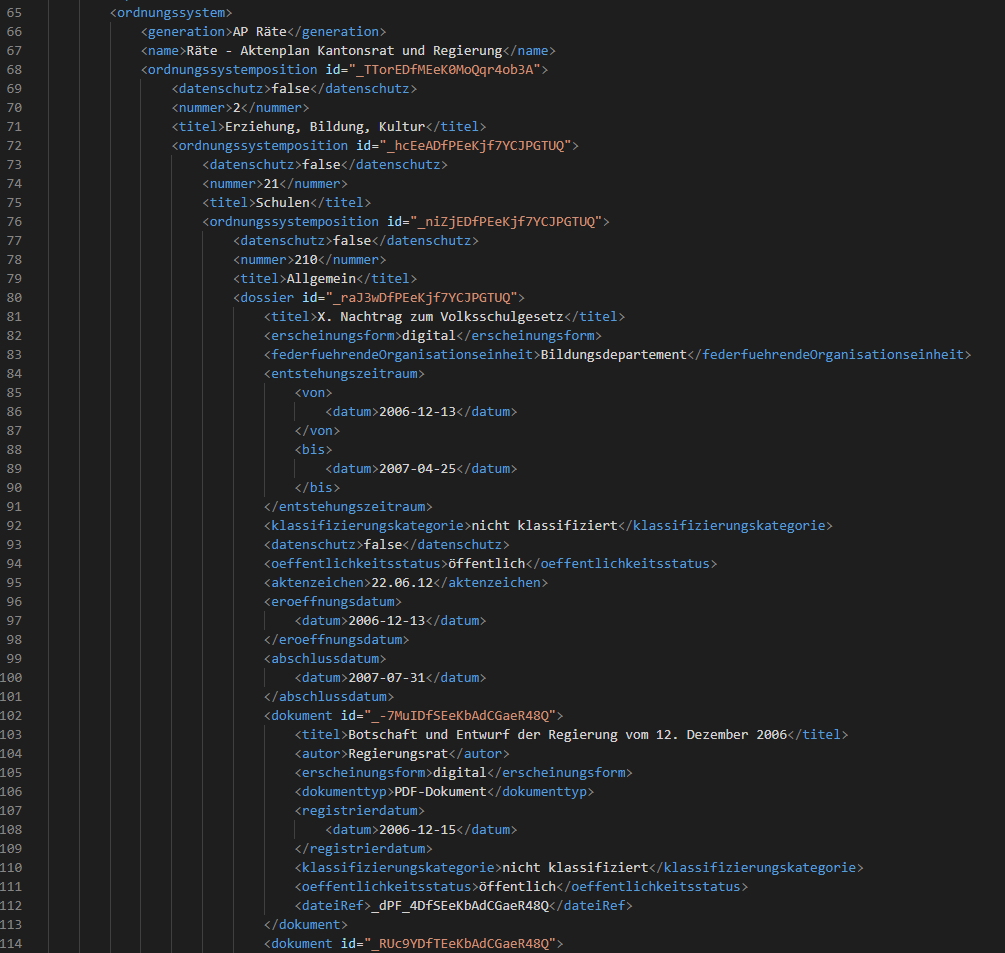 65 <ordnungssystem>
66 <generation>AP Räte</generation>
67 <name>Räte - Aktenplan Kantonsrat und Regierung</name>
68 <ordnungssystemposition id="_TTorEDfMEeK0MoQqr4ob3A">
69 <datenschutz>false</datenschutz>
70 <nummer>2</nummer>
71 <titel>Erziehung, Bildung, Kultur</titel>
72 <ordnungssystemposition id="_hcEeADfPEeKjf7YCJPGTUQ">
73 <datenschutz>false</datenschutz>
74 <nummer>21</nummer>
75 <titel>Schulen</titel>
76 <ordnungssystemposition id="_niZjEDfPEeKjf7YCJPGTUQ">
77 <datenschutz>false</datenschutz>
78 <nummer>210</nummer>
79 <titel>Allgemein</titel>
80 <dossier id="_raJ3wDfPEeKjf7YCJPGTUQ">
81 <titel>X. Nachtrag zum Volksschulgesetz</titel>
82 <erscheinungsform>digital</erscheinungsform>
83 <federfuehrendeOrganisationseinheit>Bildungsdepartement</federfuehrendeOrganisationseinheit>
84 <entstehungszeitraum>
85 <von>
86 <datum>2006-12-13</datum>
87 </von>
88 <bis>
89 <datum>2007-04-25</datum>
90 </bis>
91 </entstehungszeitraum>
92 <klassifizierungskategorie>nicht klassifiziert</klassifizierungskategorie>
93 <datenschutz>false</datenschutz>
94 <oeffentlichkeitsstatus>öffentlich</oeffentlichkeitsstatus>
95 <aktenzeichen>22.06.12</aktenzeichen>
96 <eroeffnungsdatum>
97 <datum>2006-12-13</datum>
98 </eroeffnungsdatum>
99 <abschlussdatum>
100 <datum>2007-07-31</datum>
101 </abschlussdatum>
102 <dokument id="_-7MuIDfSEeKbAdCGaeR48Q">
103 <titel>Botschaft und Entwurf der Regierung vom 12. Dezember 2006</titel>
104 <autor>Regierungsrat</autor>
105 <erscheinungsform>digital</erscheinungsform>
106 <dokumenttyp>PDF-Dokument</dokumenttyp>
107 <registrierdatum>
108 <datum>2006-12-15</datum>
109 </registrierdatum>
110 <klassifizierungskategorie>nicht klassifiziert</klassifizierungskategorie>
111 <oeffentlichkeitsstatus>öffentlich</oeffentlichkeitsstatus>
112 <dateiRef>_dPF_4DfSEeKbAdCGaeR48Q</dateiRef>
113 </dokument>
114 <dokument id="_RUc9YDfTEeKbAdCGaeR48Q">